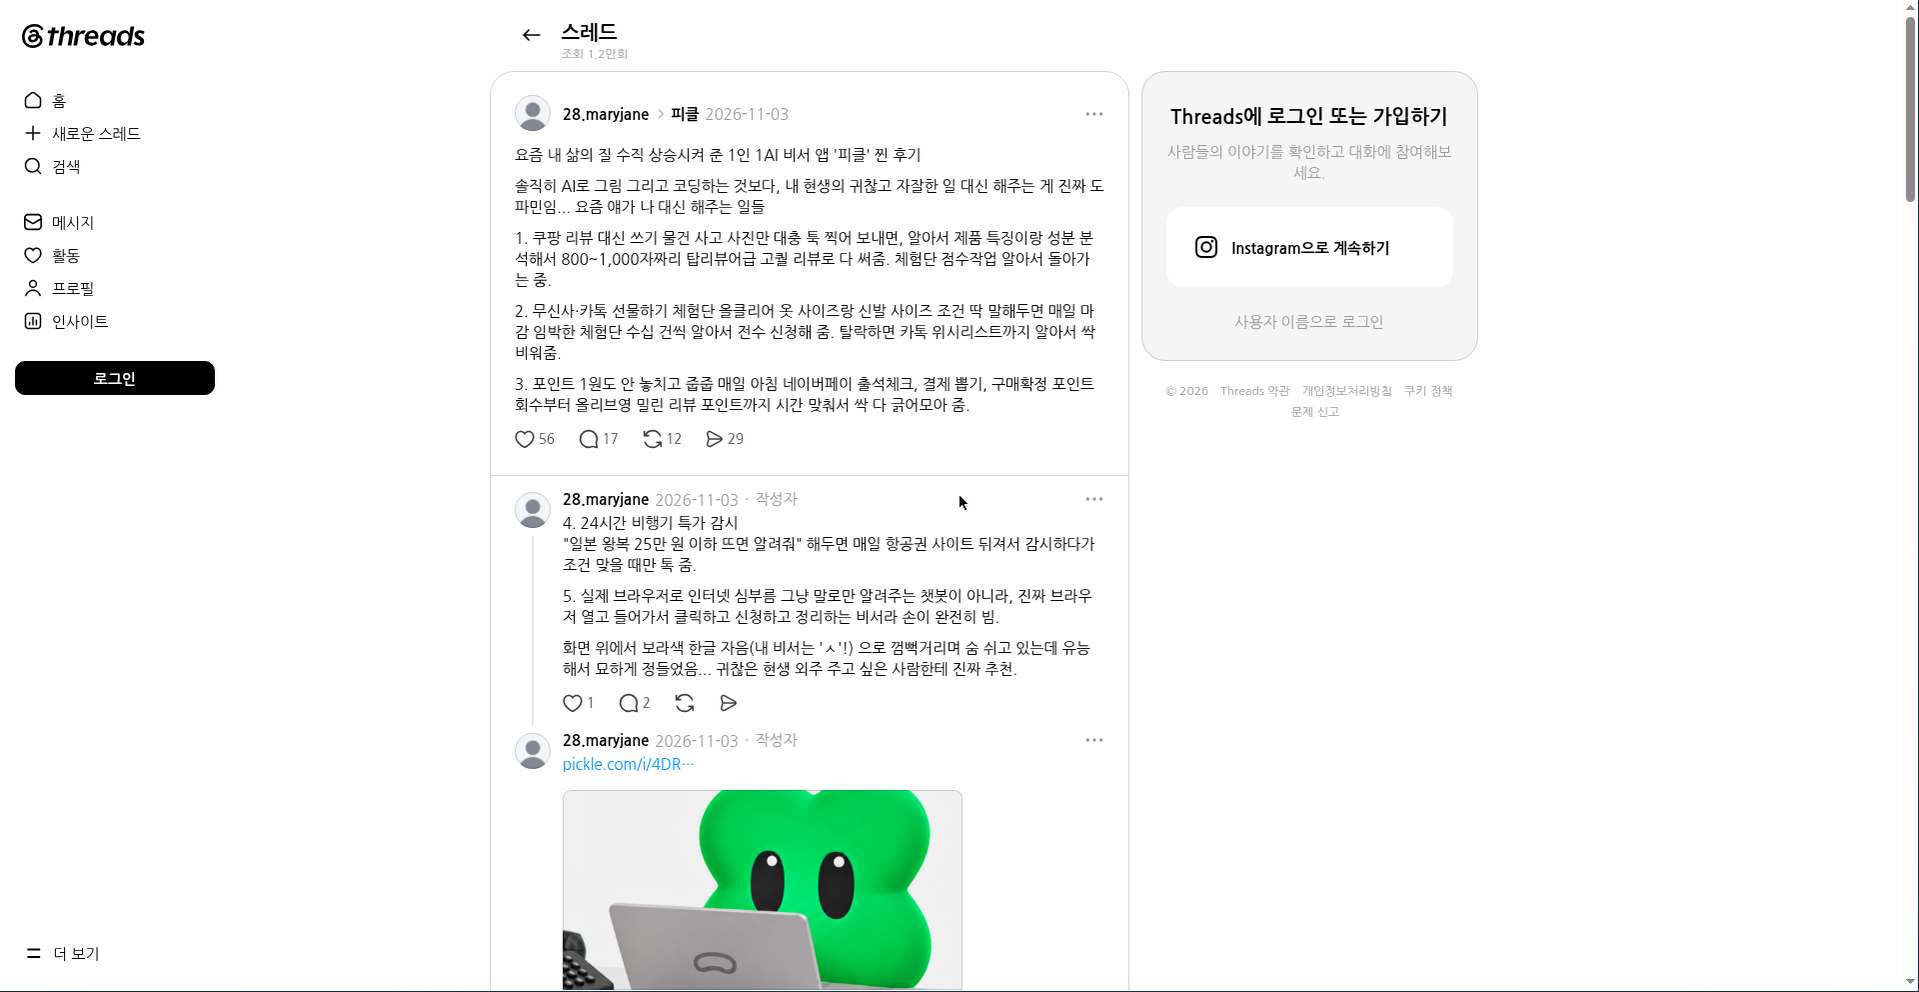 threads
홈
새로운 스레드
검색
메시지
활동
프로필
인사이트
로그인
더 보기
스레드
조회 1.2만회
28.maryjane > 피클 2026-11-03
요즘 내 삶의 질 수직 상승시켜 준 1인 1AI 비서 앱 '피클' 찐 후기
솔직히 AI로 그림 그리고 코딩하는 것보다, 내 현생의 귀찮고 자잘한 일 대신 해주는 게 진짜 도
파민임... 요즘 얘가 나 대신 해주는 일들
1. 쿠팡 리뷰 대신 쓰기 물건 사고 사진만 대충 툭 찍어 보내면, 알아서 제품 특징이랑 성분 분
석해서 800~1,000자짜리 탑리뷰어급 고퀄 리뷰로 다 써줌. 체험단 점수작업 알아서 돌아가
는 중.
2. 무신사·카톡 선물하기 체험단 올클리어 옷 사이즈랑 신발 사이즈 조건 딱 말해두면 매일 마
감 임박한 체험단 수십 건씩 알아서 전수 신청해 줌. 탈락하면 카톡 위시리스트까지 알아서 싹
비워줌.
3. 포인트 1원도 안 놓치고 줍줍 매일 아침 네이버페이 출석체크, 결제 뽑기, 구매확정 포인트
회수부터 올리브영 밀린 리뷰 포인트까지 시간 맞춰서 싹 다 긁어모아 줌.
56 17 12 29
28.maryjane 2026-11-03 · 작성자
4. 24시간 비행기 특가 감시
"일본 왕복 25만 원 이하 뜨면 알려줘" 해두면 매일 항공권 사이트 뒤져서 감시하다가
조건 맞을 때만 톡 줌.
5. 실제 브라우저로 인터넷 심부름 그냥 말로만 알려주는 챗봇이 아니라, 진짜 브라우
저 열고 들어가서 클릭하고 신청하고 정리하는 비서라 손이 완전히 빔.
화면 위에서 보라색 한글 자음(내 비서는 'ㅅ'!) 으로 껌뻑거리며 숨 쉬고 있는데 유능
해서 묘하게 정들었음... 귀찮은 현생 외주 주고 싶은 사람한테 진짜 추천.
1 2
28.maryjane 2026-11-03 · 작성자
pickle.com/i/4DR…
Threads에 로그인 또는 가입하기
사람들의 이야기를 확인하고 대화에 참여해보
세요.
Instagram으로 계속하기
사용자 이름으로 로그인
© 2026 Threads 약관 개인정보처리방침 쿠키 정책
문제 신고